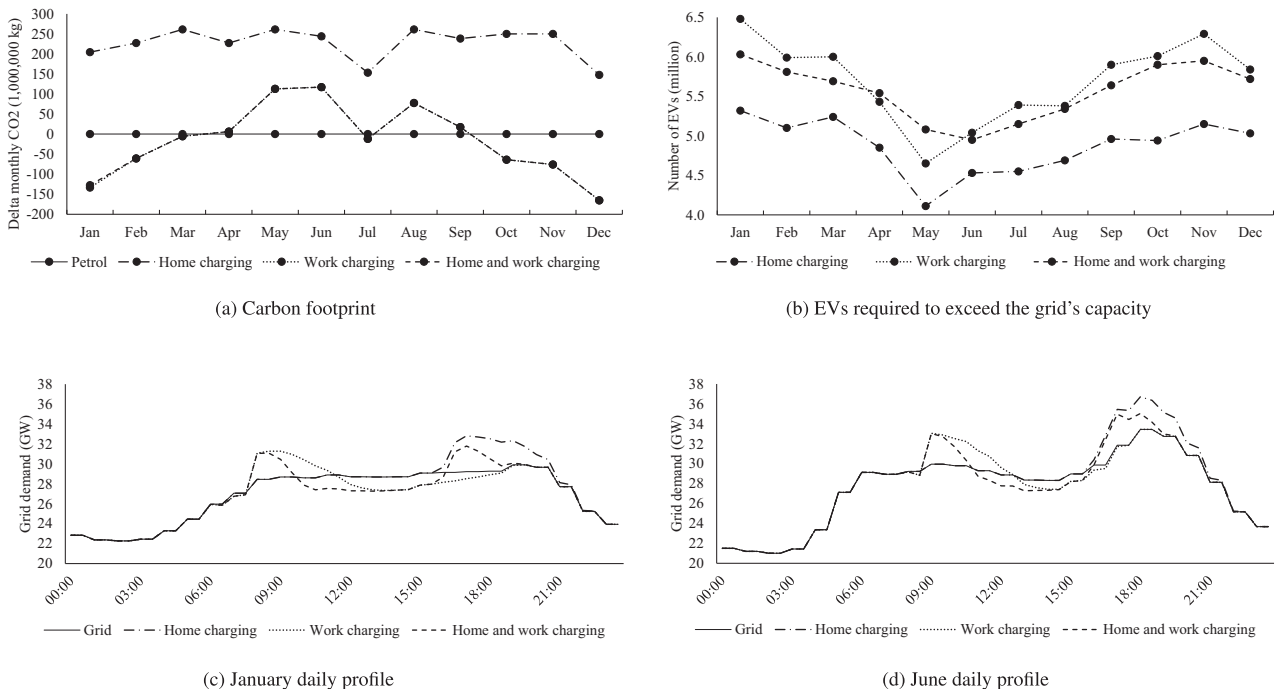 Delta monthly CO2 (1,000,000 kg)
300
250
200
150
100
50
0
-50
-100
-150
-200
Jan Feb Mar Apr May Jun Jul Aug Sep Oct Nov Dec
Petrol Home charging Work charging Home and work charging
(a) Carbon footprint
Number of EVs (million)
6.5
6.0
5.5
5.0
4.5
4.0
Jan Feb Mar Apr May Jun Jul Aug Sep Oct Nov Dec
Home charging Work charging Home and work charging
(b) EVs required to exceed the grid's capacity
Grid demand (GW)
38
36
34
32
30
28
26
24
22
20
00:00 03:00 06:00 09:00 12:00 15:00 18:00 21:00
Grid Home charging Work charging Home and work charging
(c) January daily profile
Grid demand (GW)
38
36
34
32
30
28
26
24
22
20
00:00 03:00 06:00 09:00 12:00 15:00 18:00 21:00
Grid Home charging Work charging Home and work charging
(d) June daily profile